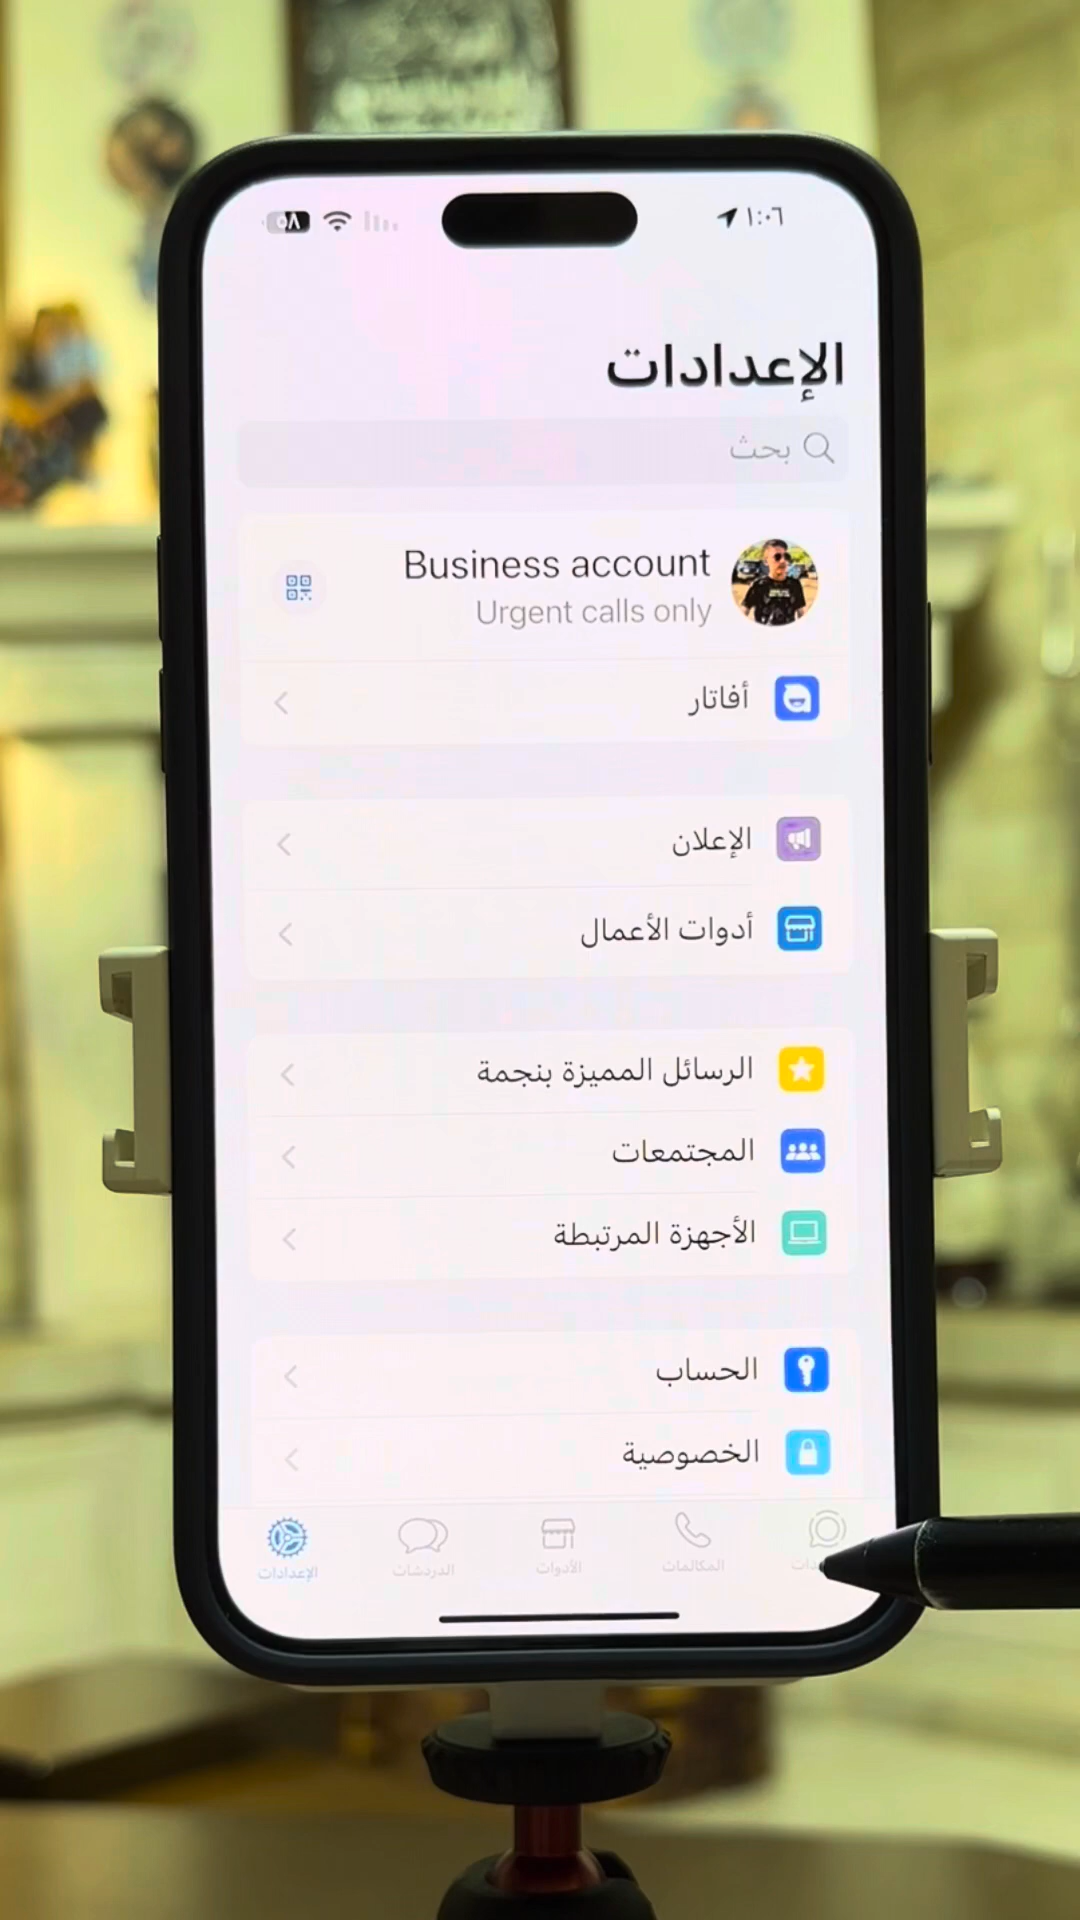 ١:٠٦
٥٨
الإعدادات
بحث
Business account
Urgent calls only
أفاتار
الإعلان
أدوات الأعمال
الرسائل المميزة بنجمة
المجتمعات
الأجهزة المرتبطة
الحساب
الخصوصية
المكالمات
الأدوات
الدردشات
الإعدادات